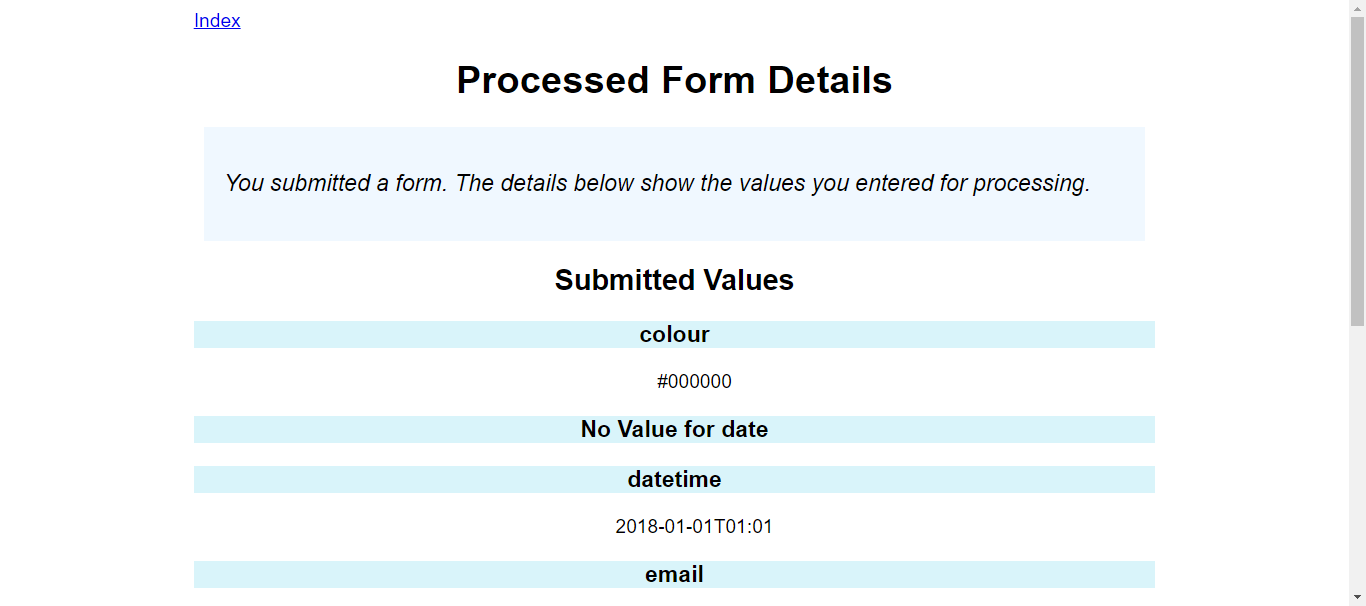 Index
Processed Form Details
You submitted a form. The details below show the values you entered for processing.
Submitted Values
colour
#000000
No Value for date
datetime
2018-01-01T01:01
email